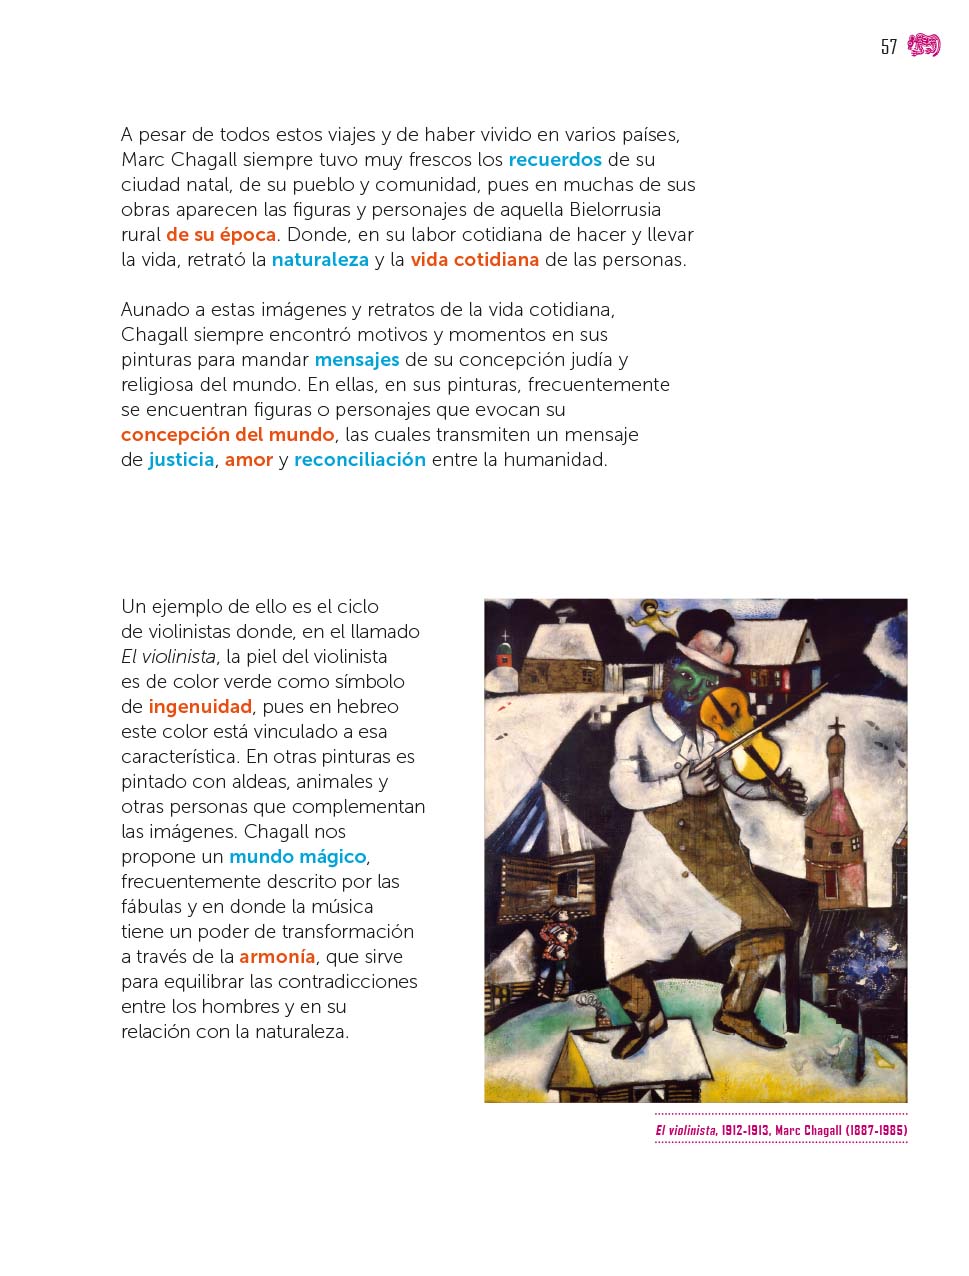 57
A pesar de todos estos viajes y de haber vivido en varios países,
Marc Chagall siempre tuvo muy frescos los recuerdos de su
ciudad natal, de su pueblo y comunidad, pues en muchas de sus
obras aparecen las figuras y personajes de aquella Bielorrusia
rural de su época. Donde, en su labor cotidiana de hacer y llevar
la vida, retrató la naturaleza y la vida cotidiana de las personas.
Aunado a estas imágenes y retratos de la vida cotidiana,
Chagall siempre encontró motivos y momentos en sus
pinturas para mandar mensajes de su concepción judía y
religiosa del mundo. En ellas, en sus pinturas, frecuentemente
se encuentran figuras o personajes que evocan su
concepción del mundo, las cuales transmiten un mensaje
de justicia, amor y reconciliación entre la humanidad.
Un ejemplo de ello es el ciclo
de violinistas donde, en el llamado
El violinista, la piel del violinista
es de color verde como símbolo
de ingenuidad, pues en hebreo
este color está vinculado a esa
característica. En otras pinturas es
pintado con aldeas, animales y
otras personas que complementan
las imágenes. Chagall nos
propone un mundo mágico,
frecuentemente descrito por las
fábulas y en donde la música
tiene un poder de transformación
a través de la armonía, que sirve
para equilibrar las contradicciones
entre los hombres y en su
relación con la naturaleza.
El violinista, 1912-1913, Marc Chagall (1887-1985)